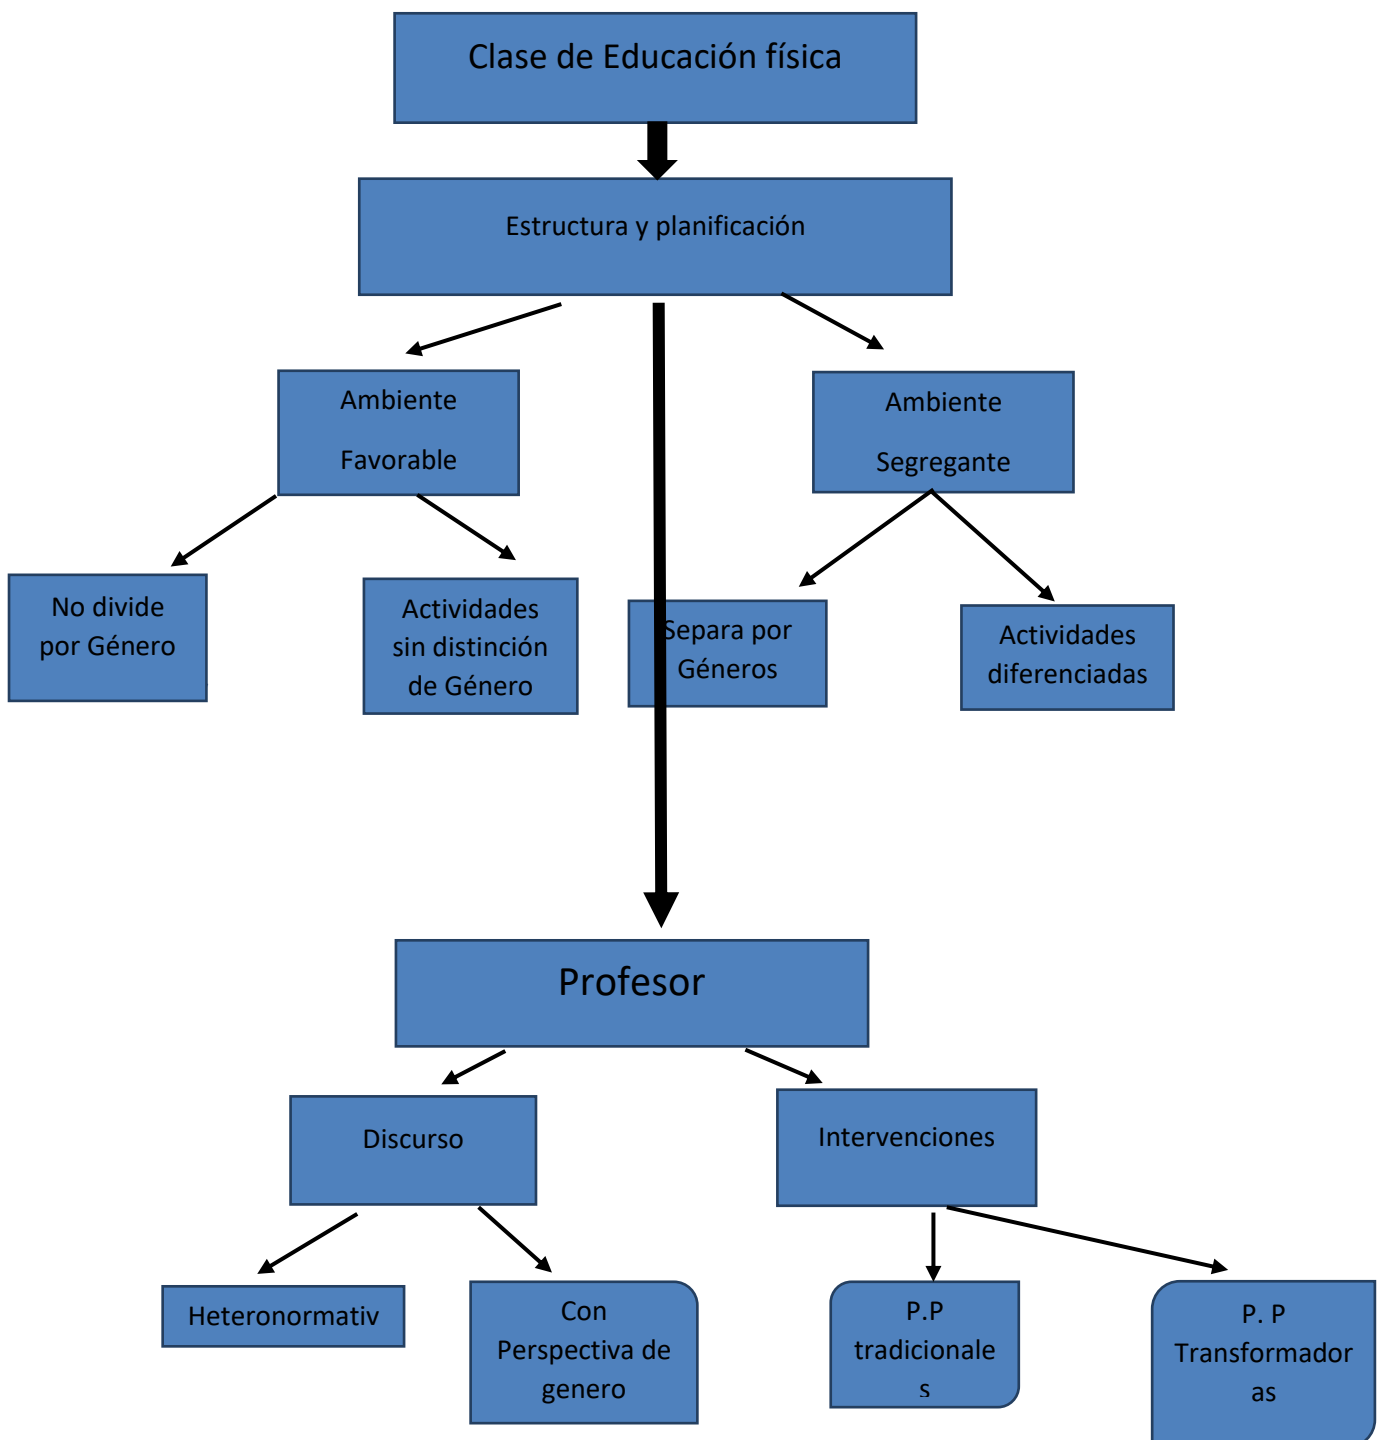 Clase de Educación física
Estructura y planificación
Ambiente
Favorable
Ambiente
Segregante
No divide
por Género
Actividades
sin distinción
de Género
Separa por
Géneros
Actividades
diferenciadas
Profesor
Discurso
Intervenciones
Heteronormativ
Con
Perspectiva de
genero
P.P
tradicionale
s
P. P
Transformador
as